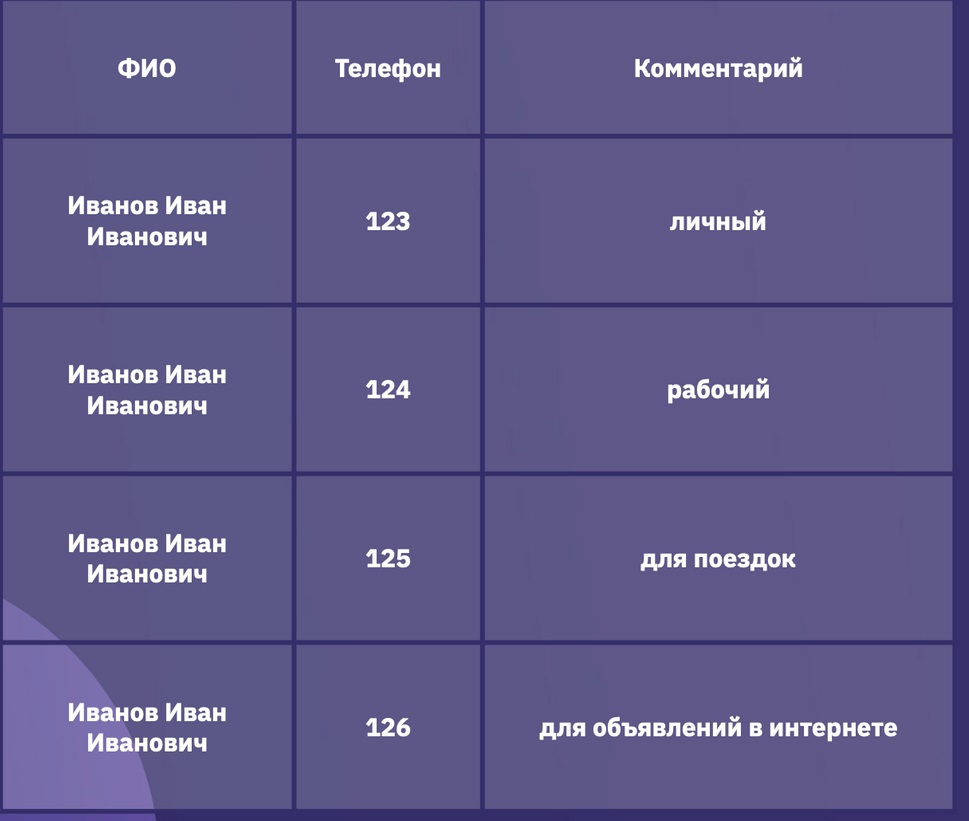 ФИО Телефон Комментарий
Иванов Иван
Иванович
123
личный
Иванов Иван
Иванович
124
рабочий
Иванов Иван
Иванович
125
для поездок
Иванов Иван
Иванович
126
для объявлений в интернете